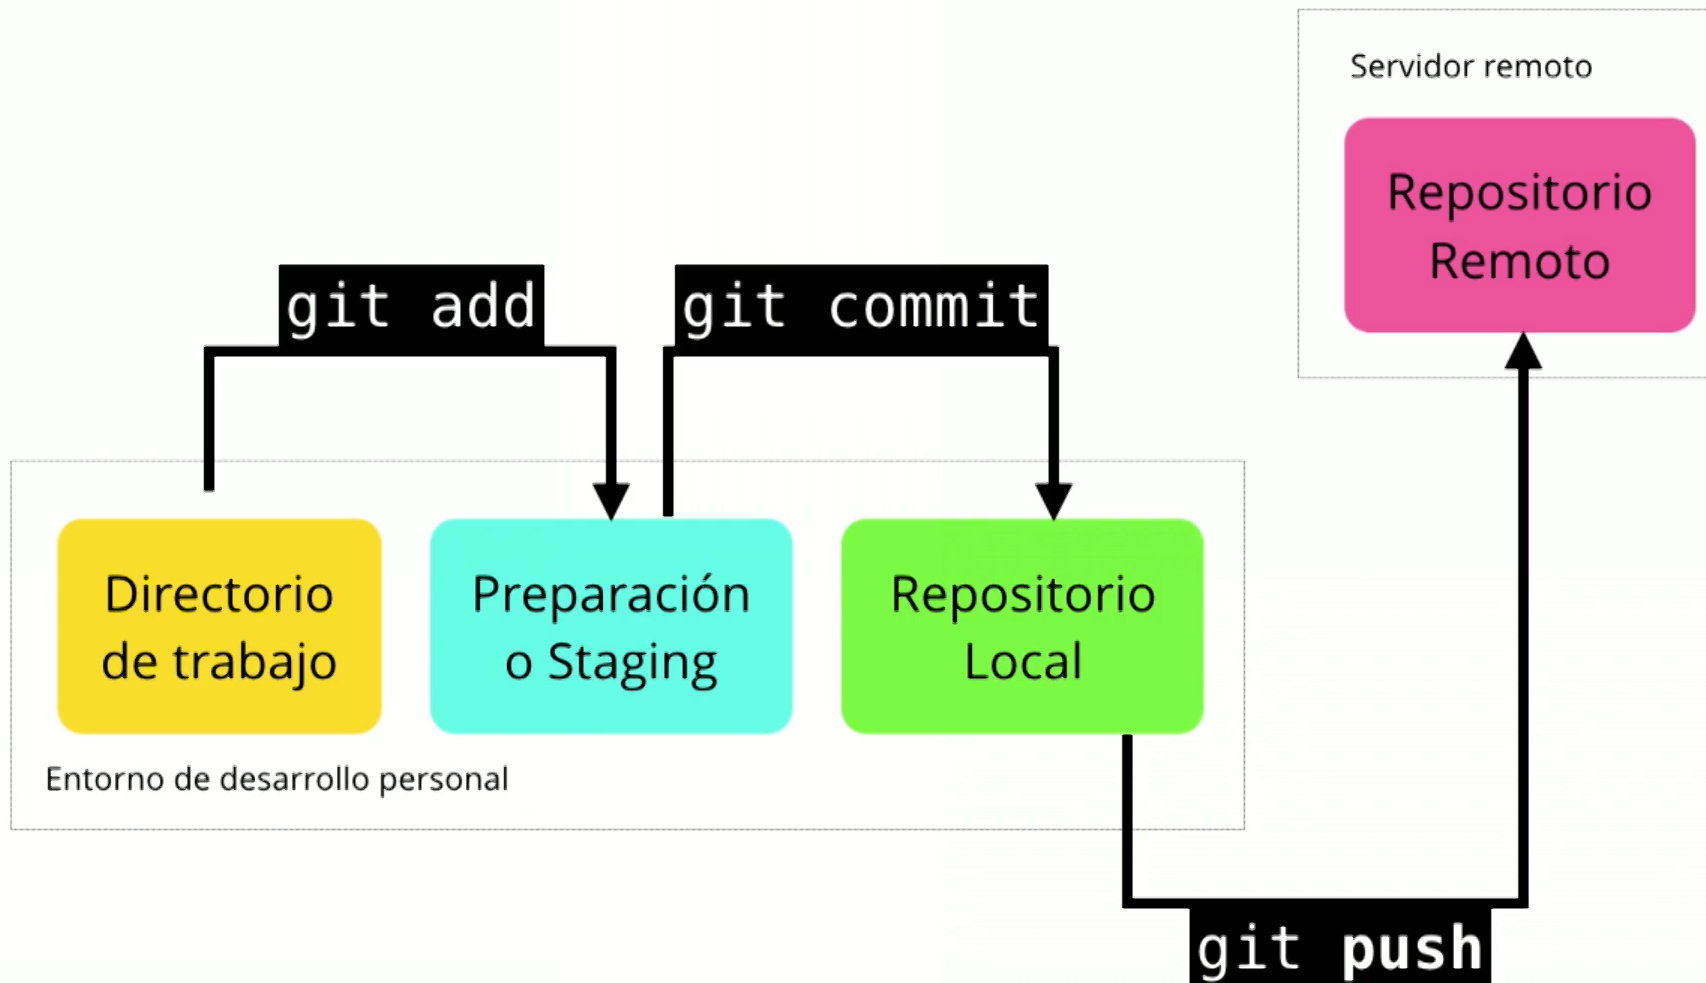 Servidor remoto
Repositorio
Remoto
git add
git commit
Directorio
de trabajo
Preparación
o Staging
Repositorio
Local
Entorno de desarrollo personal
git push